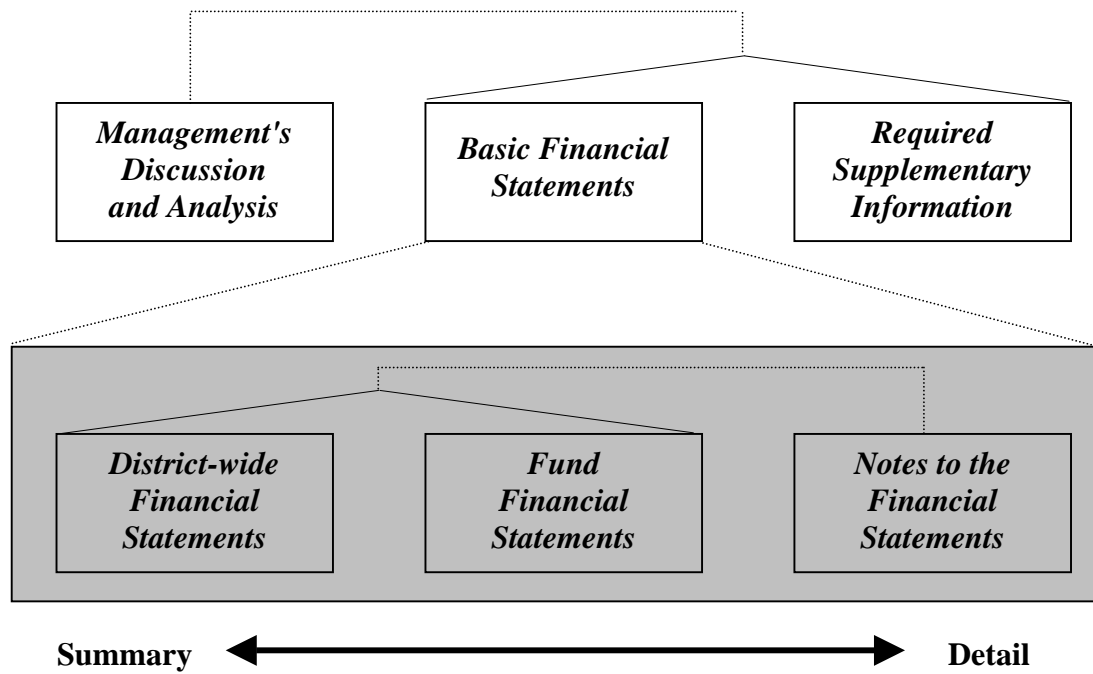 Management's
Discussion
and Analysis
Basic Financial
Statements
Required
Supplementary
Information
District-wide
Financial
Statements
Fund
Financial
Statements
Notes to the
Financial
Statements
Summary
Detail